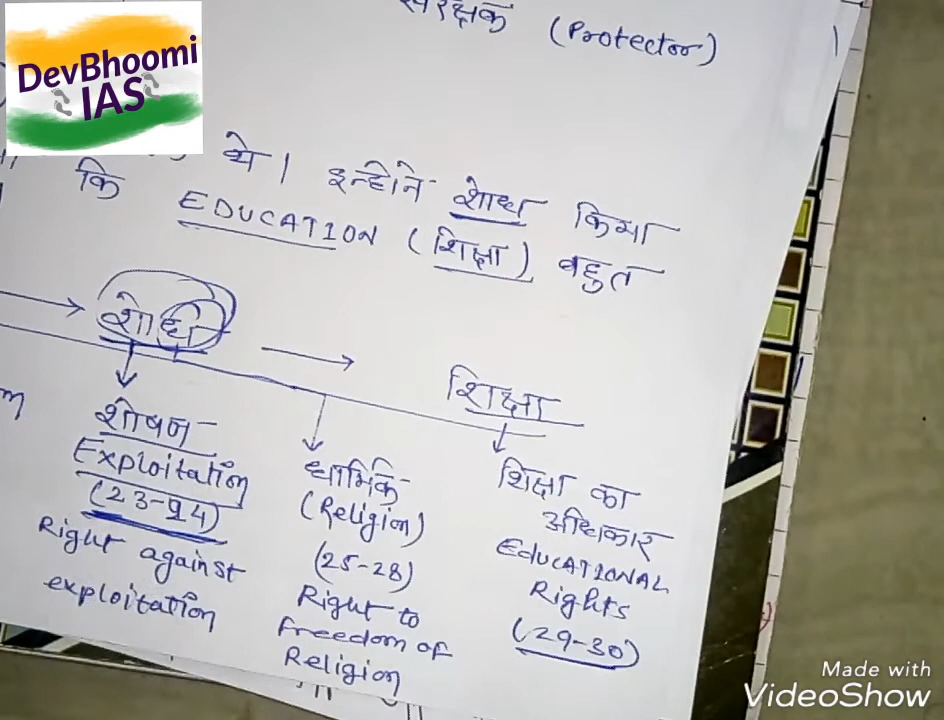 DevBhoomi
IAS
संरक्षक (Protector)
थे। इन्होंने शोध किया
कि EDUCATION (शिक्षा) बहुत
शोध
शिक्षा
शोषण
Exploitation
(23-24)
Right against
exploitation
धार्मिक
(Religion)
(25-28)
Right to
freedom of
Religion
शिक्षा का
अधिकार
EDUCATIONAL
Rights
(29-30)
Made with
VideoShow